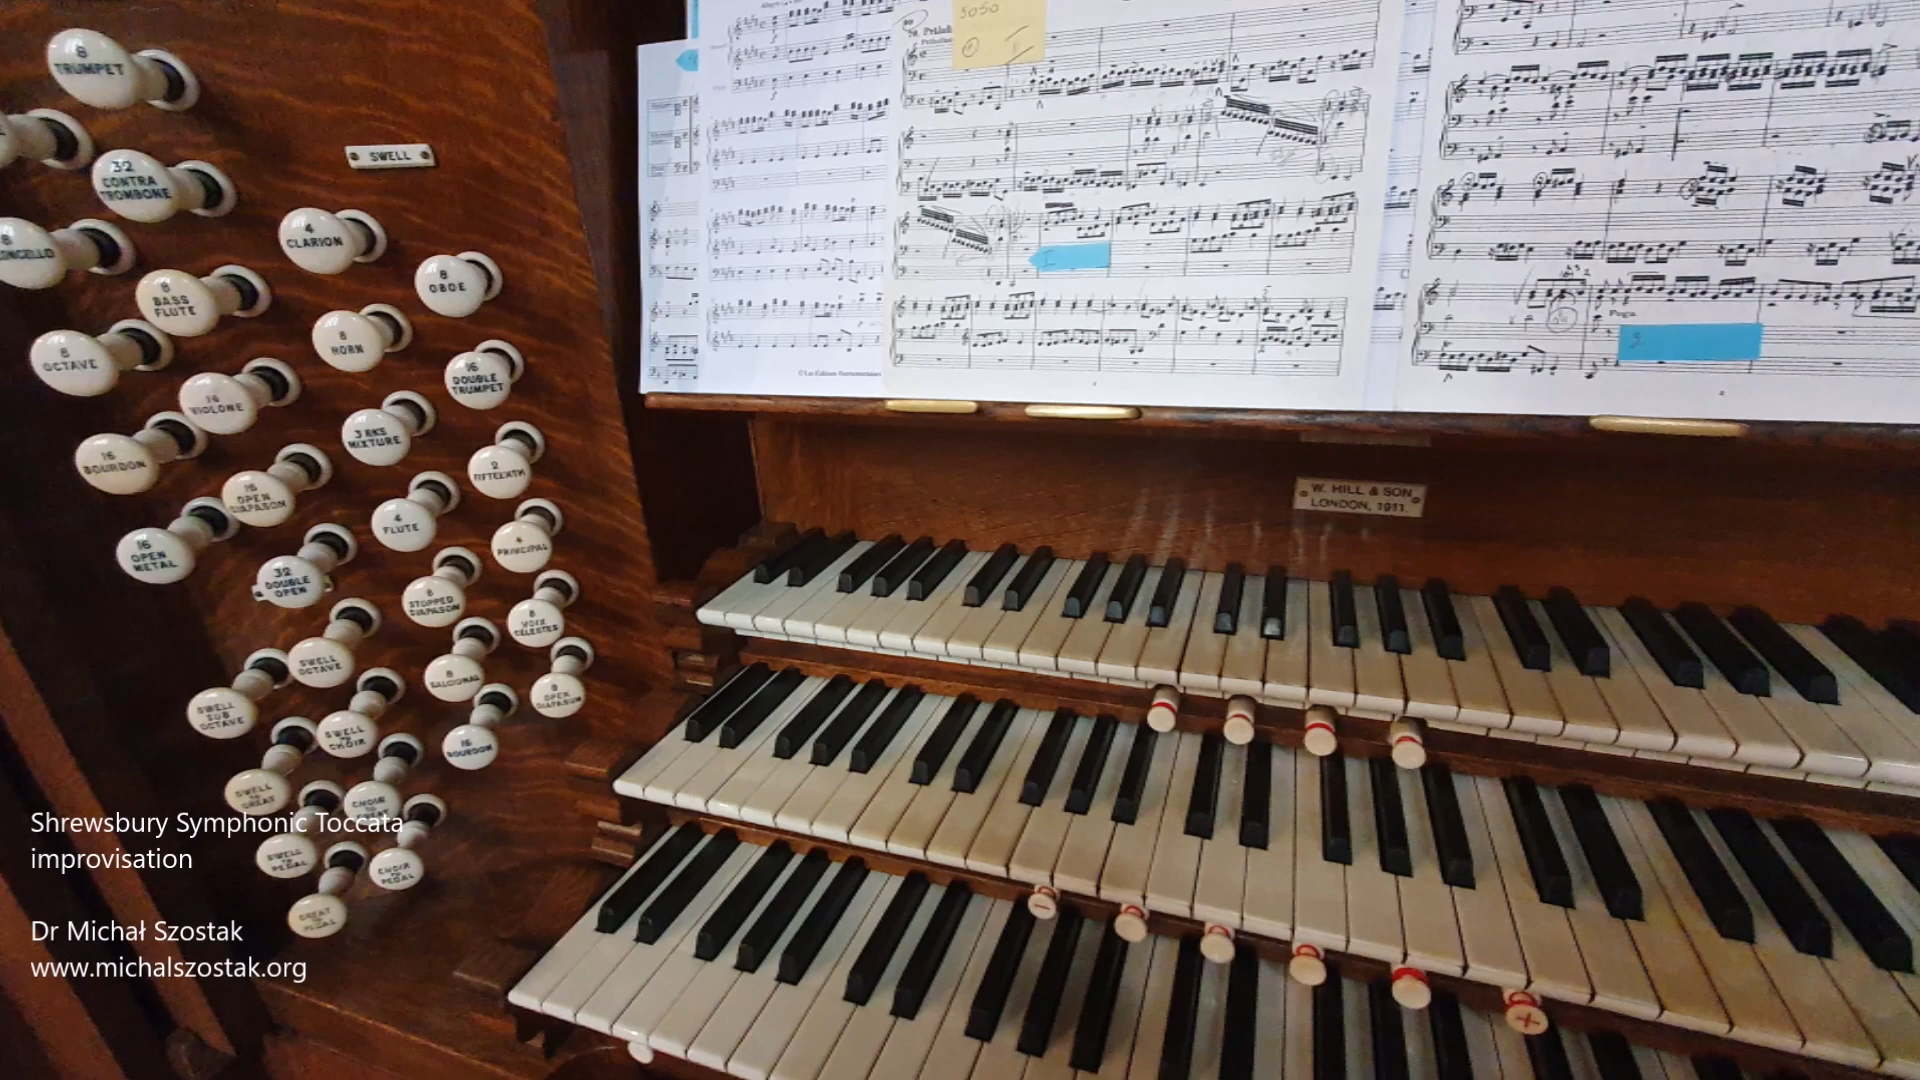 8
TRUMPET
32
CONTRA
TROMBONE
SWELL
4
CLARION
8
OBOE
8
BASS
FLUTE
8
HORN
8
OCTAVE
16
DOUBLE
TRUMPET
16
VIOLONE
3 RKS
MIXTURE
16
BOURDON
2
FIFTEENTH
16
OPEN
DIAPASON
4
FLUTE
4
PRINCIPAL
16
OPEN
METAL
32
DOUBLE
OPEN
8
STOPPED
DIAPASON
8
VOIX
CELESTES
SWELL
OCTAVE
8
SALCIONAL
8
OPEN
DIAPASON
SWELL
SUB
OCTAVE
SWELL
TO
CHOIR
16
BOURDON
SWELL
TO
GREAT
CHOIR
TO
SWELL
TO
PEDAL
CHOIR
TO
PEDAL
GREAT
TO
PEDAL
5050
II
I
Fuga
2
W. HILL & SON
LONDON, 1911.
Shrewsbury Symphonic Toccata
improvisation
Dr Michał Szostak
www.michalszostak.org